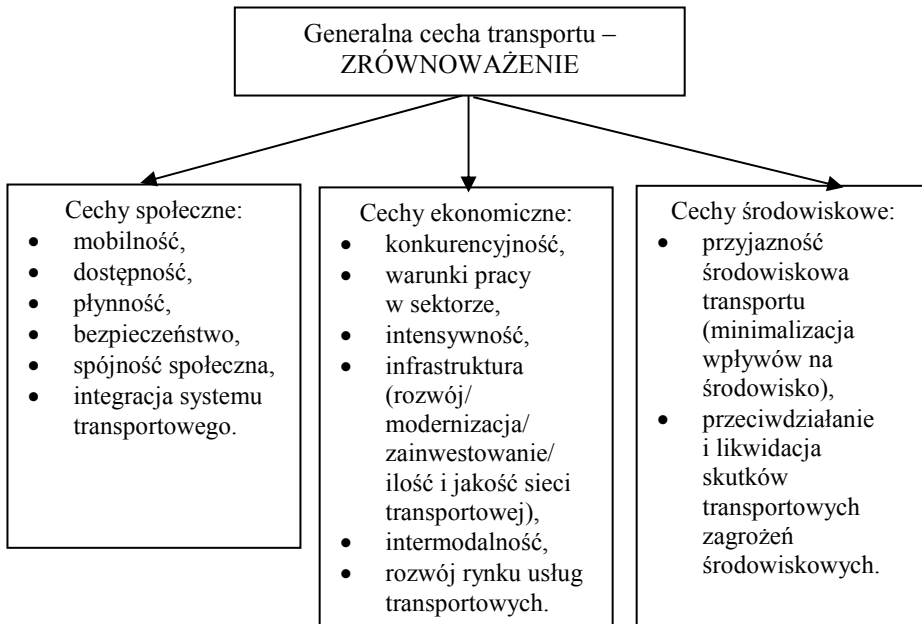 Generalna cecha transportu –
ZRÓWNOWAŻENIE
Cechy społeczne:
• mobilność,
• dostępność,
• płynność,
• bezpieczeństwo,
• spójność społeczna,
• integracja systemu
transportowego.
Cechy ekonomiczne:
• konkurencyjność,
• warunki pracy
w sektorze,
• intensywność,
• infrastruktura
(rozwój/
modernizacja/
zainwestowanie/
ilość i jakość sieci
transportowej),
• intermodalność,
• rozwój rynku usług
transportowych.
Cechy środowiskowe:
• przyjazność
środowiskowa
transportu
(minimalizacja
wpływów na
środowisko),
• przeciwdziałanie
i likwidacja
skutków
transportowych
zagrożeń
środowiskowych.